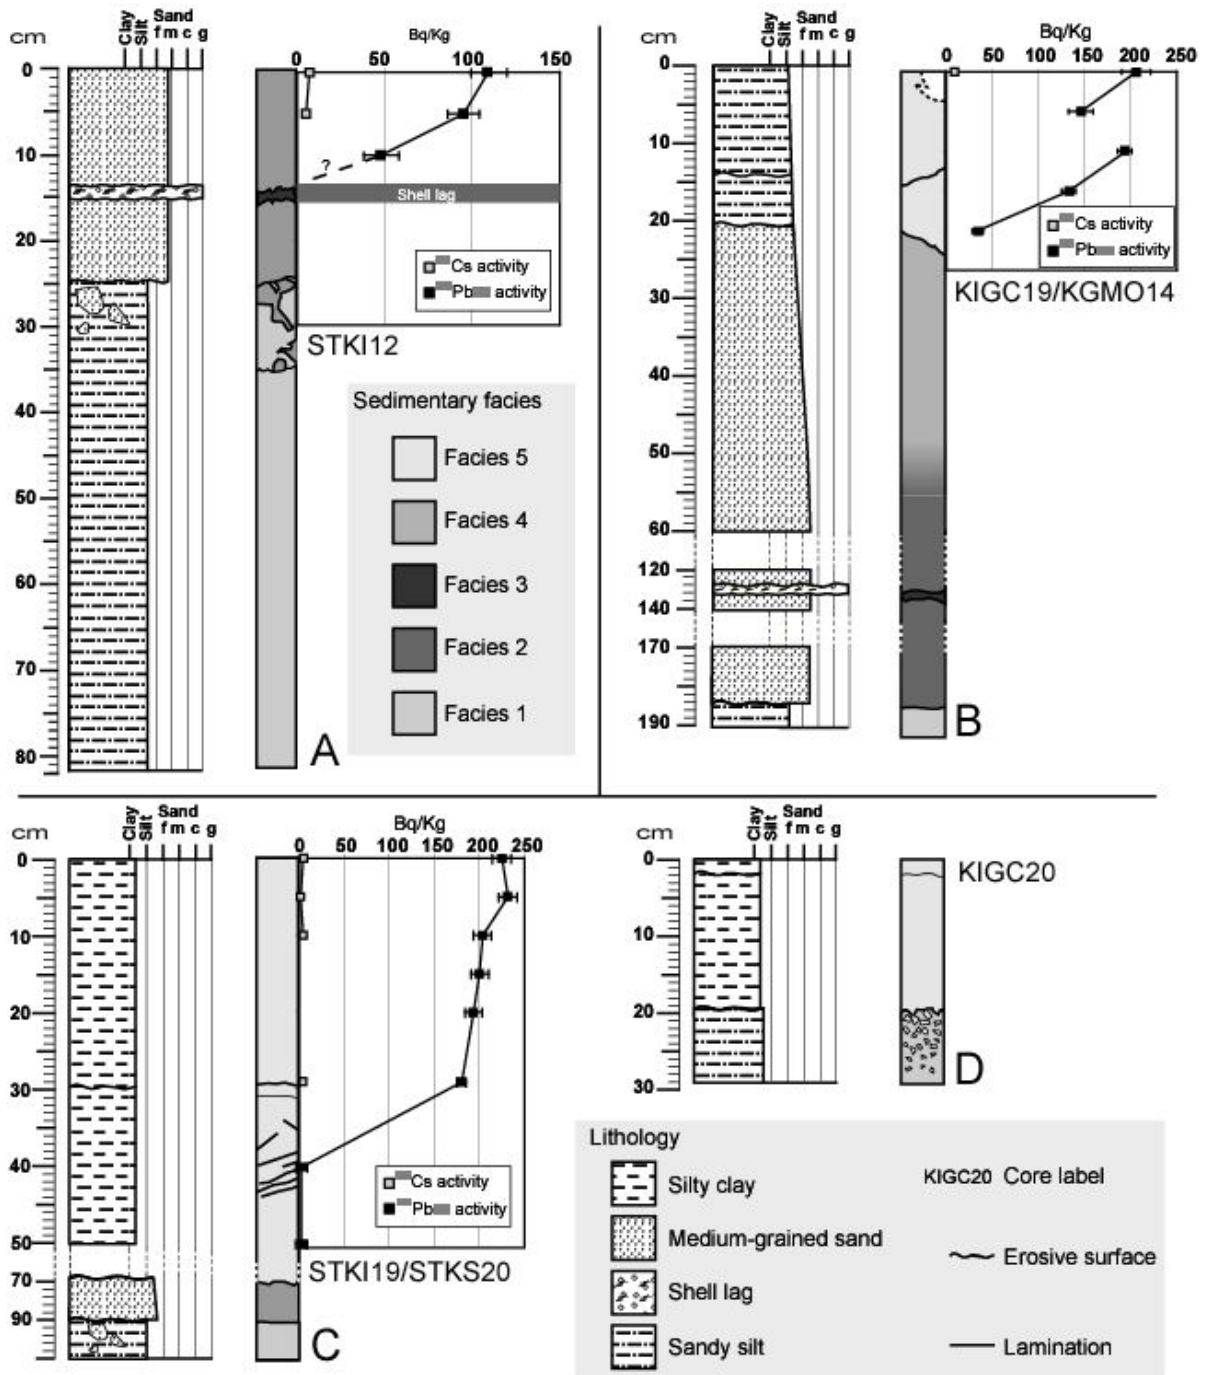 Clay
Silt
Sand
f m c g
cm
0
10
20
30
40
50
60
70
80
Bq/Kg
0 50 100 150
?
Shell lag
Cs activity
Pb activity
STKI12
Sedimentary facies
Facies 5
Facies 4
Facies 3
Facies 2
Facies 1
A
Clay
Silt
Sand
f m c g
cm
0
10
20
30
40
50
60
120
140
170
190
Bq/Kg
0 50 100 150 200 250
Cs activity
Pb activity
KIGC19/KGMO14
B
Clay
Silt
Sand
f m c g
cm
0
10
20
30
40
50
70
90
Bq/Kg
0 50 100 150 200 250
Cs activity
Pb activity
STKI19/STKS20
C
Clay
Silt
Sand
f m c g
cm
0
10
20
30
KIGC20
D
Lithology
Silty clay
Medium-grained sand
Shell lag
Sandy silt
KIGC20 Core label
Erosive surface
Lamination